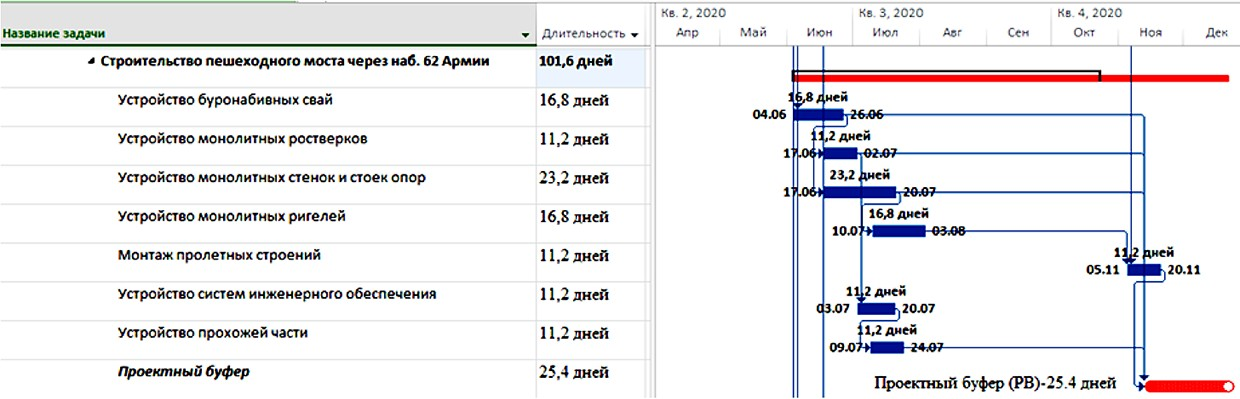 Кв. 2, 2020 Кв. 3, 2020 Кв. 4, 2020
Название задачи Длительность Апр Май Июн Июл Авг Сен Окт Ноя Дек
Строительство пешеходного моста через наб. 62 Армии 101,6 дней
Устройство буронабивных свай 16,8 дней 16,8 дней
04.06 26.06
Устройство монолитных ростверков 11,2 дней 11,2 дней
17.06 02.07
Устройство монолитных стенок и стоек опор 23,2 дней 23,2 дней
17.06 20.07
Устройство монолитных ригелей 16,8 дней 16,8 дней
10.07 03.08
Монтаж пролетных строений 11,2 дней 11,2 дней
05.11 20.11
Устройство систем инженерного обеспечения 11,2 дней 11,2 дней
03.07 20.07
Устройство прохожей части 11,2 дней 11,2 дней
09.07 24.07
Проектный буфер 25,4 дней Проектный буфер (PB)-25.4 дней